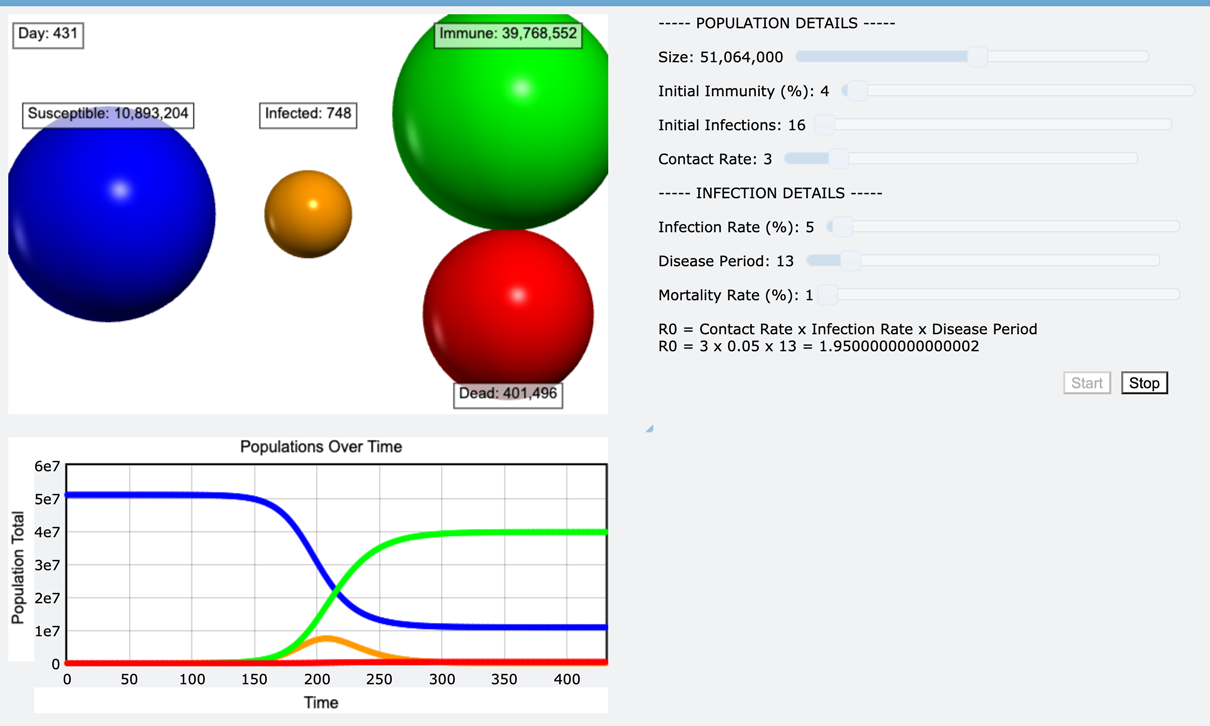 Day: 431
Immune: 39,768,552
Susceptible: 10,893,204
Infected: 748
Dead: 401,496
----- POPULATION DETAILS -----
Size: 51,064,000
Initial Immunity (%): 4
Initial Infections: 16
Contact Rate: 3
----- INFECTION DETAILS -----
Infection Rate (%): 5
Disease Period: 13
Mortality Rate (%): 1
R0 = Contact Rate x Infection Rate x Disease Period
R0 = 3 x 0.05 x 13 = 1.9500000000000002
Start
Stop
Populations Over Time
Population Total
6e7
5e7
4e7
3e7
2e7
1e7
0
0 50 100 150 200 250 300 350 400
Time